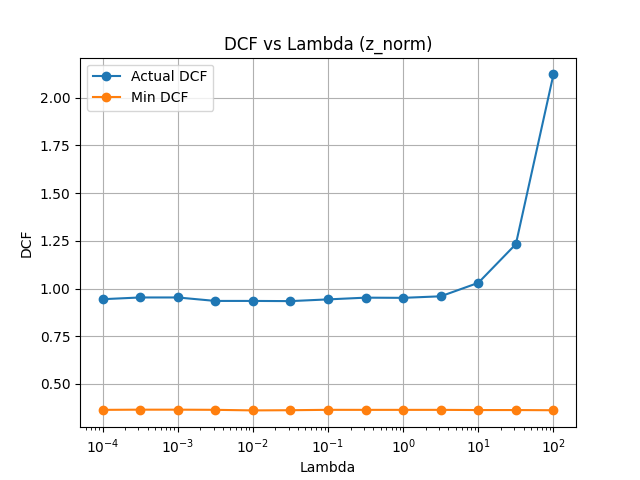 DCF vs Lambda (z_norm)
Actual DCF
Min DCF
DCF
2.00
1.75
1.50
1.25
1.00
0.75
0.50
10⁻⁴
10⁻³
10⁻²
10⁻¹
10⁰
10¹
10²
Lambda